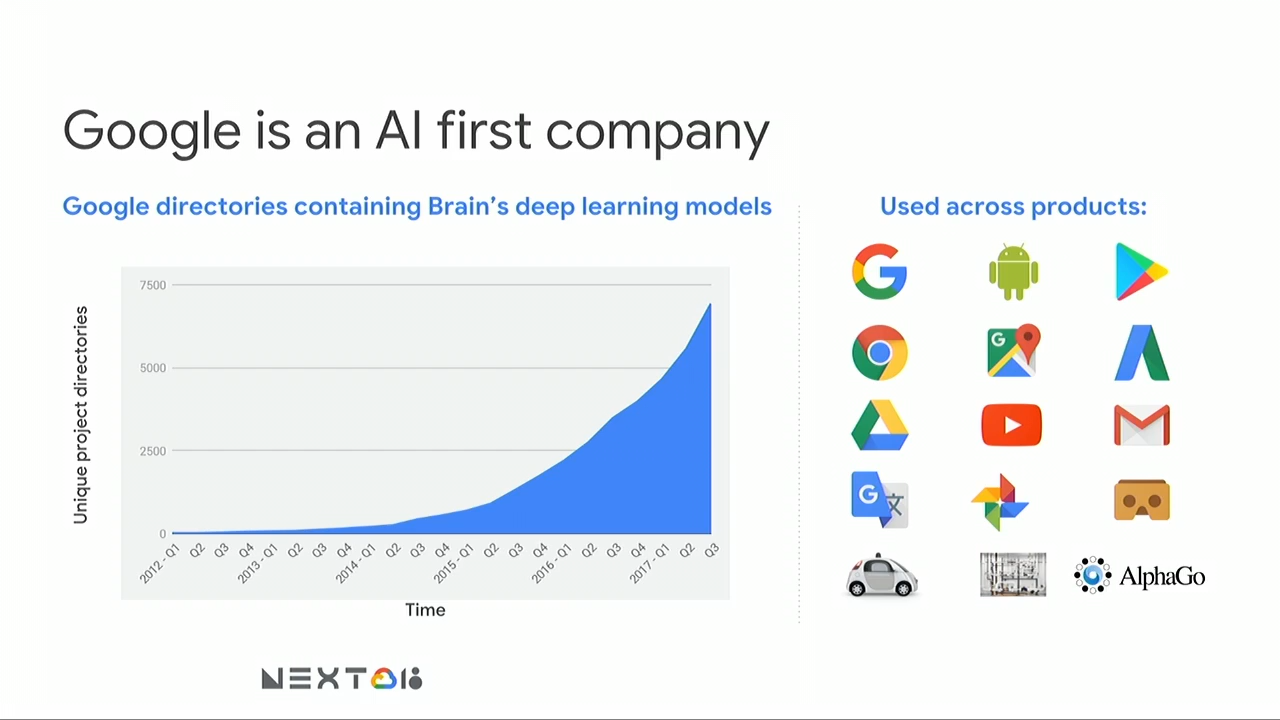 Google is an AI first company
Google directories containing Brain's deep learning models
Used across products:
Unique project directories
7500
5000
2500
0
2012 - Q1 Q2 Q3 Q4 2013 - Q1 Q2 Q3 Q4 2014 - Q1 Q2 Q3 Q4 2015 - Q1 Q2 Q3 Q4 2016 - Q1 Q2 Q3 Q4 2017 - Q1 Q2 Q3
Time
G
G
G 文
AlphaGo
NEXT 18